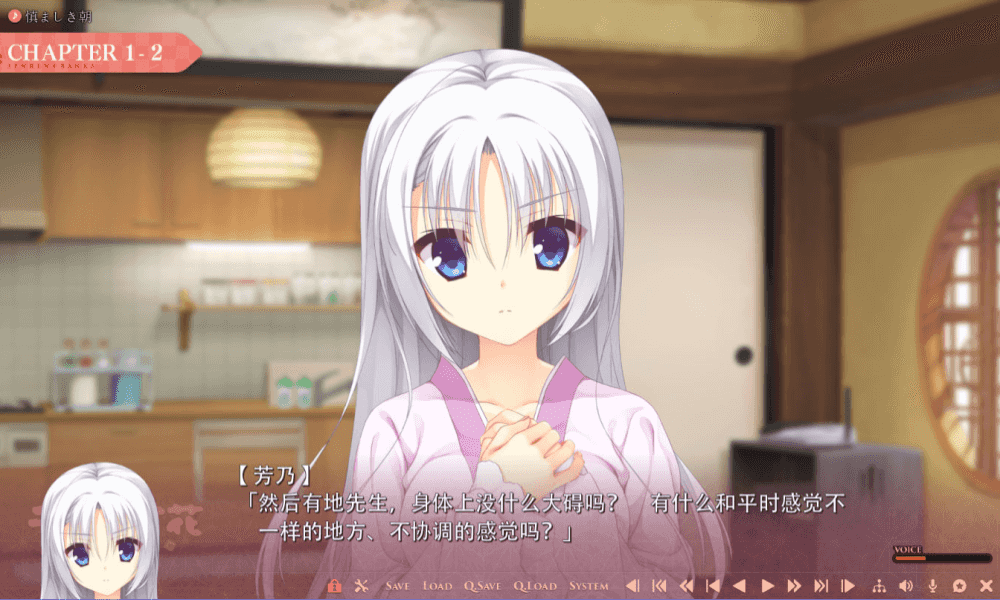 慎ましき朝
CHAPTER 1-2
SENREN * BANKA
【芳乃】
「然后有地先生，身体上没什么大碍吗？　有什么和平时感觉不
一样的地方、不协调的感觉吗？」
VOICE
SAVE LOAD Q.SAVE Q.LOAD SYSTEM